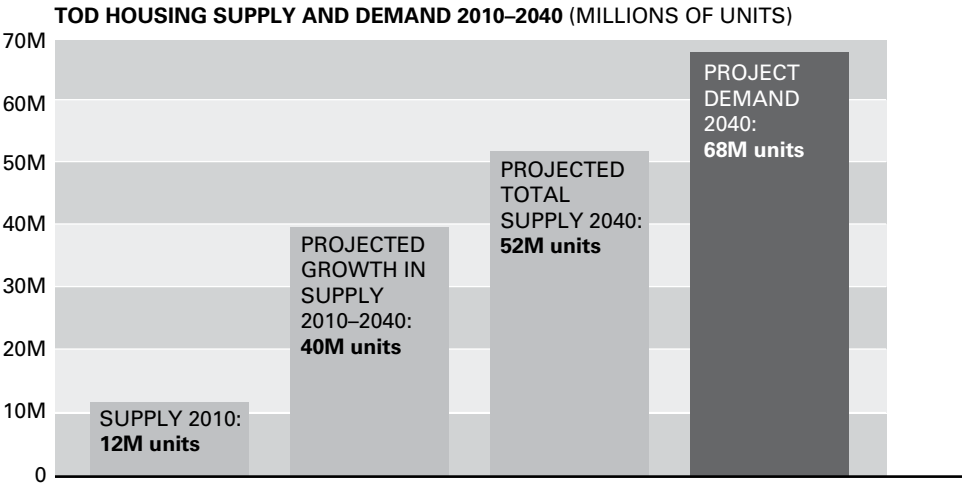 TOD HOUSING SUPPLY AND DEMAND 2010–2040 (MILLIONS OF UNITS)
70M
60M
50M
40M
30M
20M
10M
0
SUPPLY 2010:
12M units
PROJECTED
GROWTH IN
SUPPLY
2010–2040:
40M units
PROJECTED
TOTAL
SUPPLY 2040:
52M units
PROJECT
DEMAND
2040:
68M units